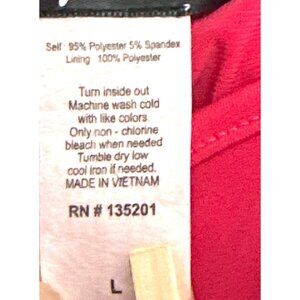 Self : 95% Polyester 5% Spandex
Lining : 100% Polyester
Turn inside out
Machine wash cold
with like colors
Only non - chlorine
bleach when needed
Tumble dry low
cool iron if needed.
MADE IN VIETNAM
RN # 135201
L